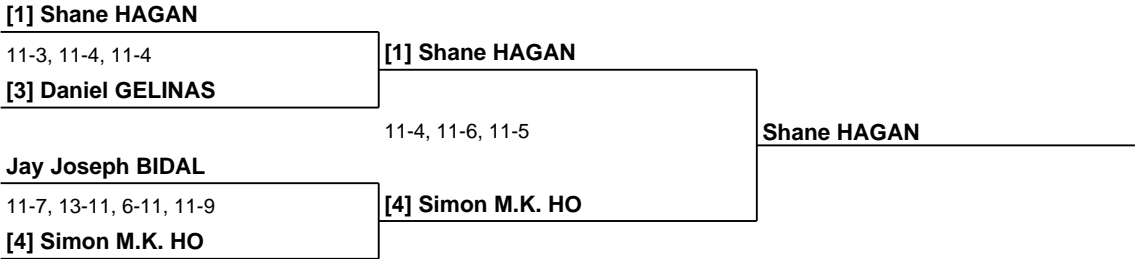 [1] Shane HAGAN
11-3, 11-4, 11-4
[1] Shane HAGAN
[3] Daniel GELINAS
11-4, 11-6, 11-5
Shane HAGAN
Jay Joseph BIDAL
11-7, 13-11, 6-11, 11-9
[4] Simon M.K. HO
[4] Simon M.K. HO